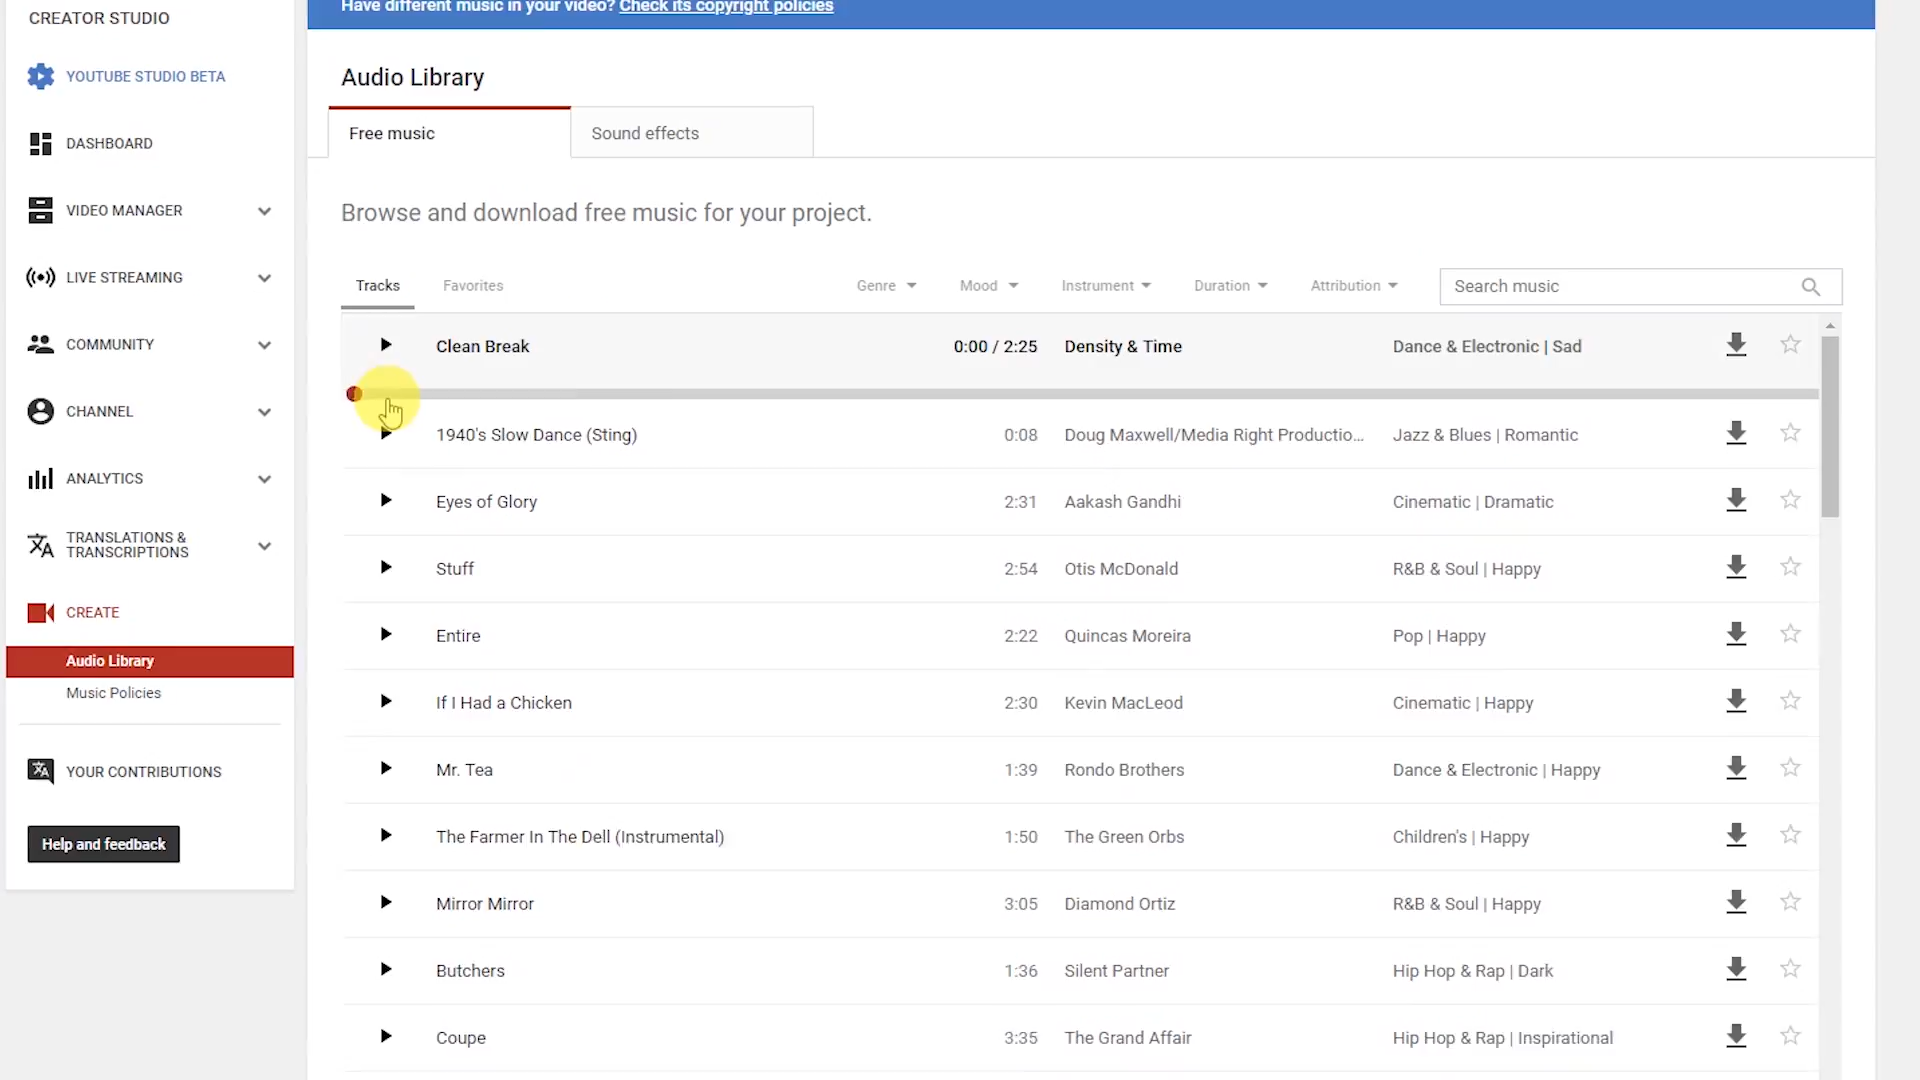 CREATOR STUDIO
YOUTUBE STUDIO BETA
DASHBOARD
VIDEO MANAGER
LIVE STREAMING
COMMUNITY
CHANNEL
ANALYTICS
TRANSLATIONS &
TRANSCRIPTIONS
CREATE
Audio Library
Music Policies
YOUR CONTRIBUTIONS
Help and feedback
Have different music in your video? Check its copyright policies
Audio Library
Free music Sound effects
Browse and download free music for your project.
Tracks Favorites Genre Mood Instrument Duration Attribution Search music
Clean Break 0:00 / 2:25 Density & Time Dance & Electronic | Sad
1940's Slow Dance (Sting) 0:08 Doug Maxwell/Media Right Productio... Jazz & Blues | Romantic
Eyes of Glory 2:31 Aakash Gandhi Cinematic | Dramatic
Stuff 2:54 Otis McDonald R&B & Soul | Happy
Entire 2:22 Quincas Moreira Pop | Happy
If I Had a Chicken 2:30 Kevin MacLeod Cinematic | Happy
Mr. Tea 1:39 Rondo Brothers Dance & Electronic | Happy
The Farmer In The Dell (Instrumental) 1:50 The Green Orbs Children's | Happy
Mirror Mirror 3:05 Diamond Ortiz R&B & Soul | Happy
Butchers 1:36 Silent Partner Hip Hop & Rap | Dark
Coupe 3:35 The Grand Affair Hip Hop & Rap | Inspirational